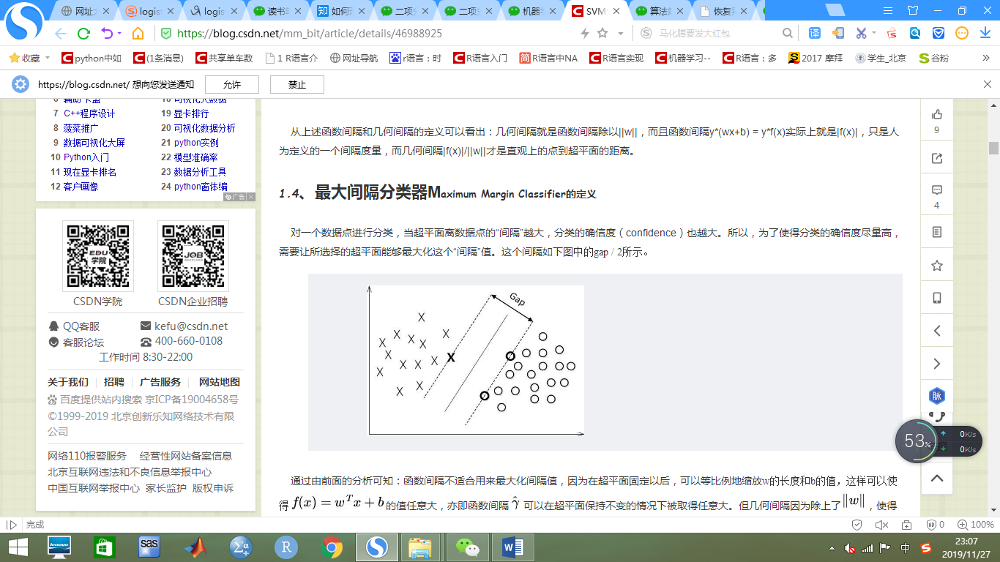 网址大
logist
logist
读书笔
如何理
二项分
二项分
机器学
SVM
算法集
恢复某
https://blog.csdn.net/mm_bit/article/details/46988925
马化腾要发大红包
译
收藏
python中如
(1条消息)
共享单车数
1 R语言介
网址导航
r语言:时
R语言入门
R语言中NA
R语言实现
机器学习--
R语言:多
2017 摩拜
学生_北京
谷粉
https://blog.csdn.net/ 想向您发送通知
允许
禁止
7 C++程序设计
19 显卡排行
8 菠菜推广
20 可视化数据分析
9 数据可视化大屏
21 python实例
10 Python入门
22 模型准确率
11 现在显卡排名
23 数据分析工具
12 客户画像
24 python窗体编
广告
EDU
学院
JOB
CSDN学院
CSDN企业招聘
QQ客服
kefu@csdn.net
客服论坛
400-660-0108
工作时间 8:30-22:00
关于我们
招聘
广告服务
网站地图
百度提供站内搜索 京ICP备19004658号
©1999-2019 北京创新乐知网络技术有限
公司
网络110报警服务
经营性网站备案信息
北京互联网违法和不良信息举报中心
中国互联网举报中心 家长监护 版权申诉
从上述函数间隔和几何间隔的定义可以看出:几何间隔就是函数间隔除以||w||,而且函数间隔y*(wx+b) = y*f(x)实际上就是|f(x)|,只是人
为定义的一个间隔度量,而几何间隔|f(x)|/||w||才是直观上的点到超平面的距离。
1.4、最大间隔分类器Maximum Margin Classifier的定义
对一个数据点进行分类,当超平面离数据点的“间隔”越大,分类的确信度(confidence)也越大。所以,为了使得分类的确信度尽量高,
需要让所选择的超平面能够最大化这个“间隔”值。这个间隔如下图中的gap / 2所示。
Gap
通过由前面的分析可知:函数间隔不适合用来最大化间隔值,因为在超平面固定以后,可以等比例地缩放w的长度和b的值,这样可以使
得 f(x) = wᵀx + b 的值任意大,亦即函数间隔 γ̂ 可以在超平面保持不变的情况下被取得任意大。但几何间隔因为除上了 ‖w‖ ,使得
9
4
脉
53%
0K/s
0K/s
完成
0
100%
lenovo
sas
R
中
23:07
2019/11/27